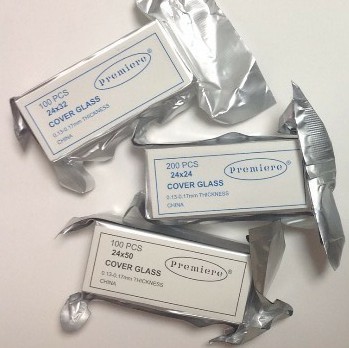 Premiere
100 PCS
24x32
COVER GLASS
0.13-0.17mm THICKNESS
CHINA
200 PCS
Premiere
24x24
COVER GLASS
0.13-0.17mm THICKNESS
CHINA
100 PCS
24x50
Premiere
COVER GLASS
0.13-0.17mm THICKNESS
CHINA